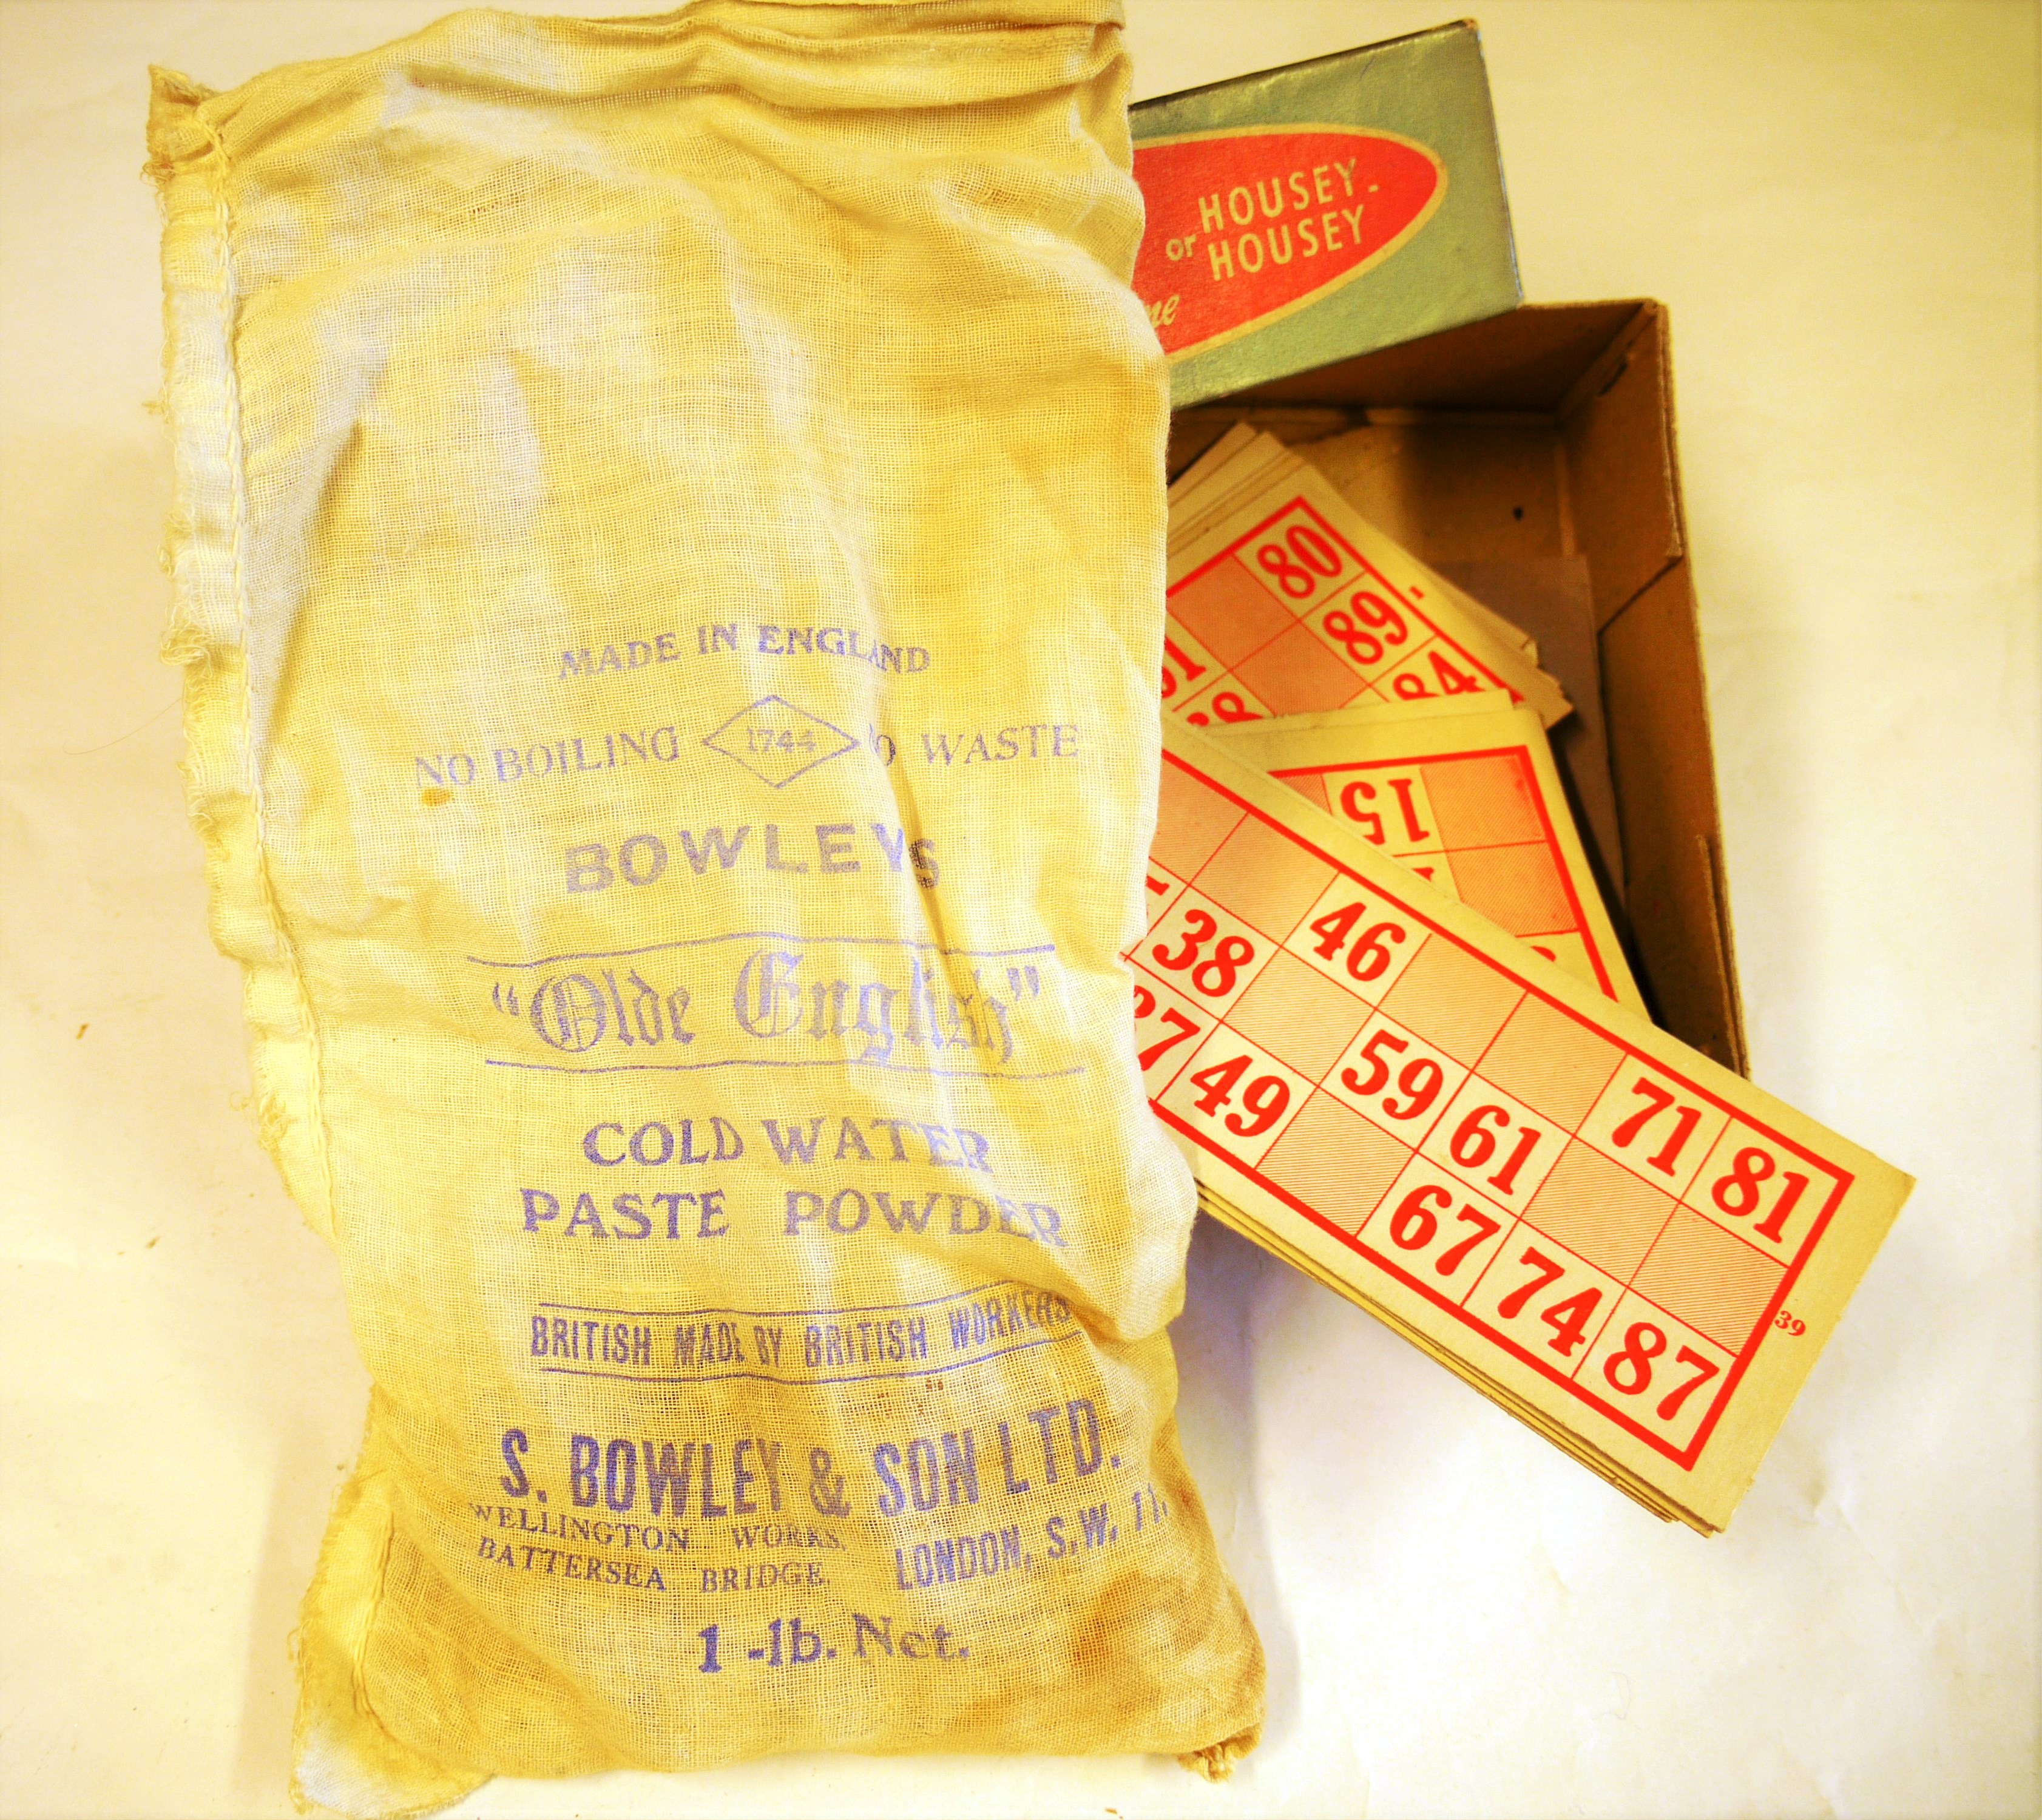 MADE IN ENGLAND
NO BOILING 1744 NO WASTE
BOWLEYS
"Olde English"
COLD WATER
PASTE POWDER
BRITISH MADE BY BRITISH WORKERS
S. BOWLEY & SON LTD.
WELLINGTON WORKS,
BATTERSEA BRIDGE. LONDON, S.W. 11.
1-lb. Net.
or HOUSEY-
HOUSEY
80
89
84
15
46 71 81
38 59 61
49 67 74 87
39